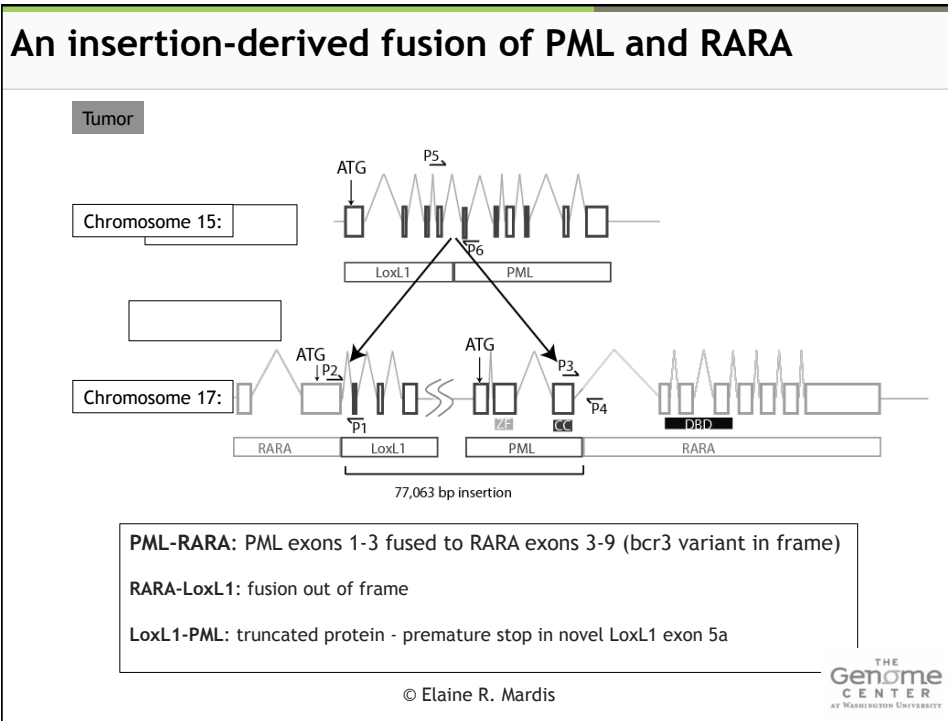 An insertion-derived fusion of PML and RARA
Tumor
ATG
P5
Chromosome 15:
P6
LoxL1
PML
ATG
P2
ATG
P3
Chromosome 17:
P1
P4
ZF
CC
DBD
RARA
LoxL1
PML
RARA
77,063 bp insertion
PML-RARA: PML exons 1-3 fused to RARA exons 3-9 (bcr3 variant in frame)
RARA-LoxL1: fusion out of frame
LoxL1-PML: truncated protein - premature stop in novel LoxL1 exon 5a
© Elaine R. Mardis
THE
Genome
CENTER
AT WASHINGTON UNIVERSITY